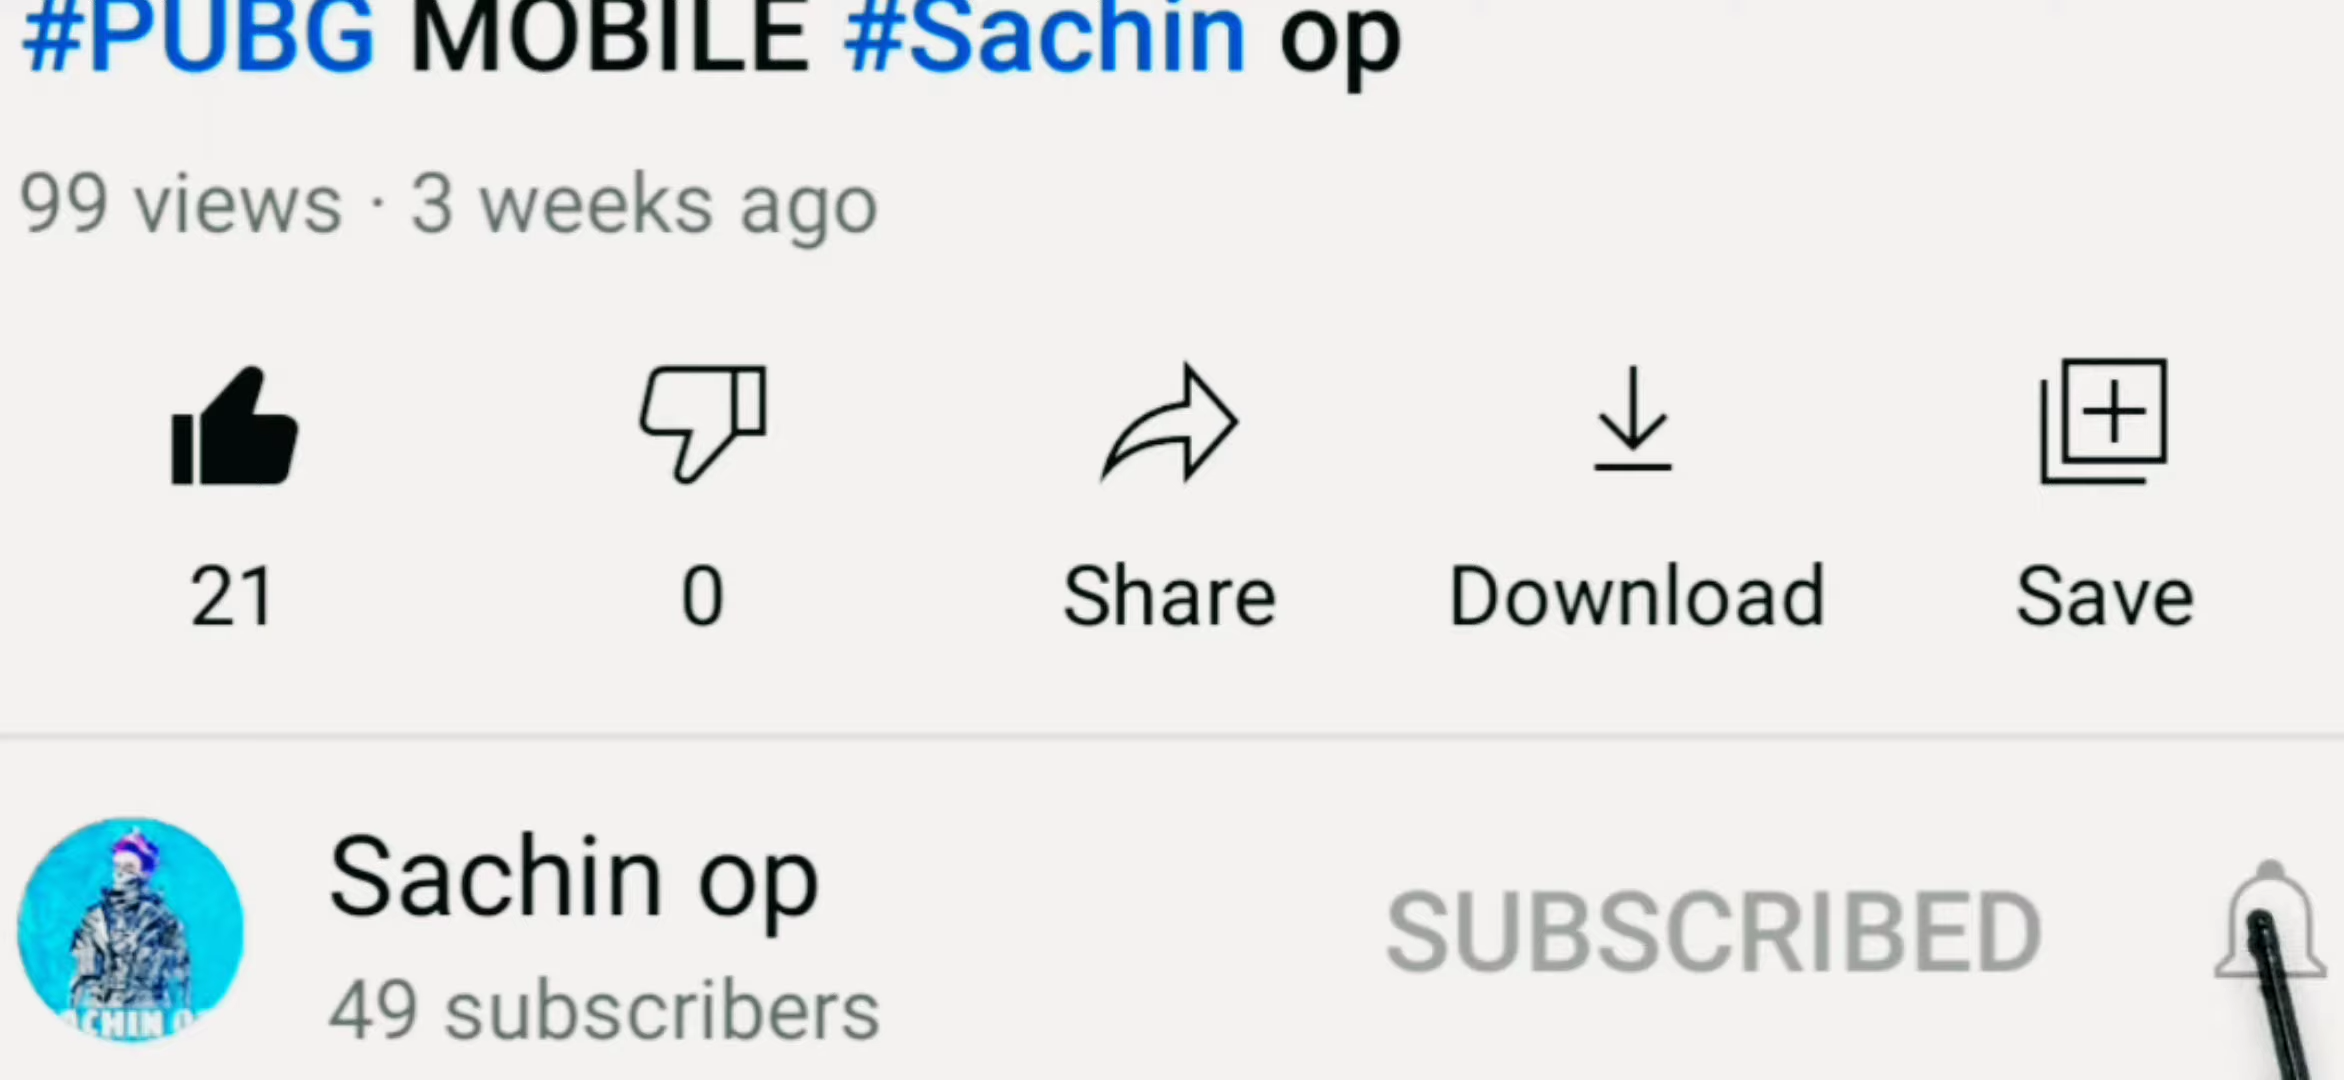 #PUBG MOBILE #Sachin op
99 views · 3 weeks ago
21
0
Share
Download
Save
Sachin op
49 subscribers
SUBSCRIBED